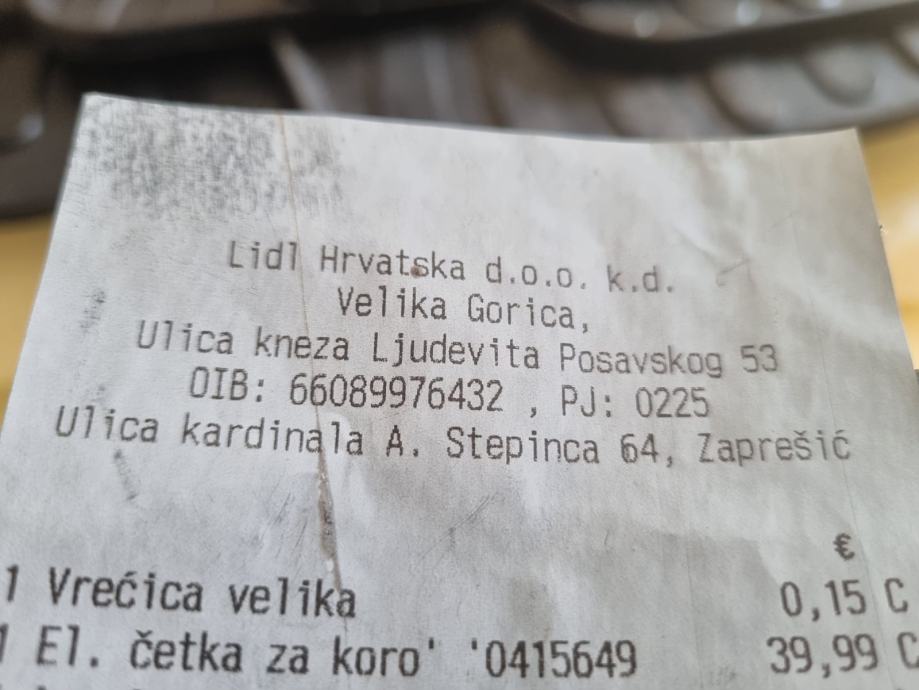 Lidl Hrvatska d.o.o. k.d.
Velika Gorica,
Ulica kneza Ljudevita Posavskog 53
OIB: 66089976432 , PJ: 0225
Ulica kardinala A. Stepinca 64, Zaprešić
€
1 Vrećica velika 0,15 C
1 El. četka za koro' '0415649 39,99 C